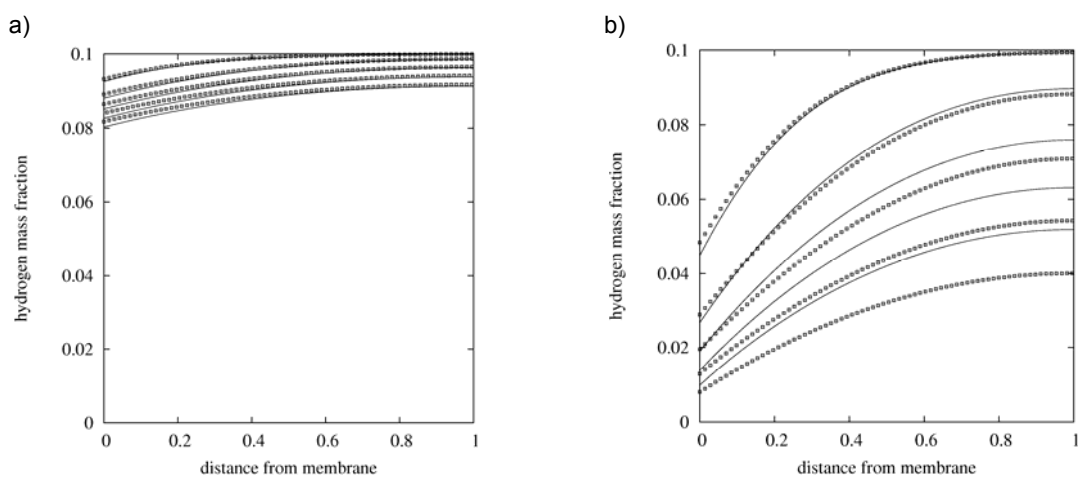 a)
0.1
0.08
0.06
0.04
0.02
0
hydrogen mass fraction
0 0.2 0.4 0.6 0.8 1
distance from membrane
b)
0.1
0.08
0.06
0.04
0.02
0
hydrogen mass fraction
0 0.2 0.4 0.6 0.8 1
distance from membrane